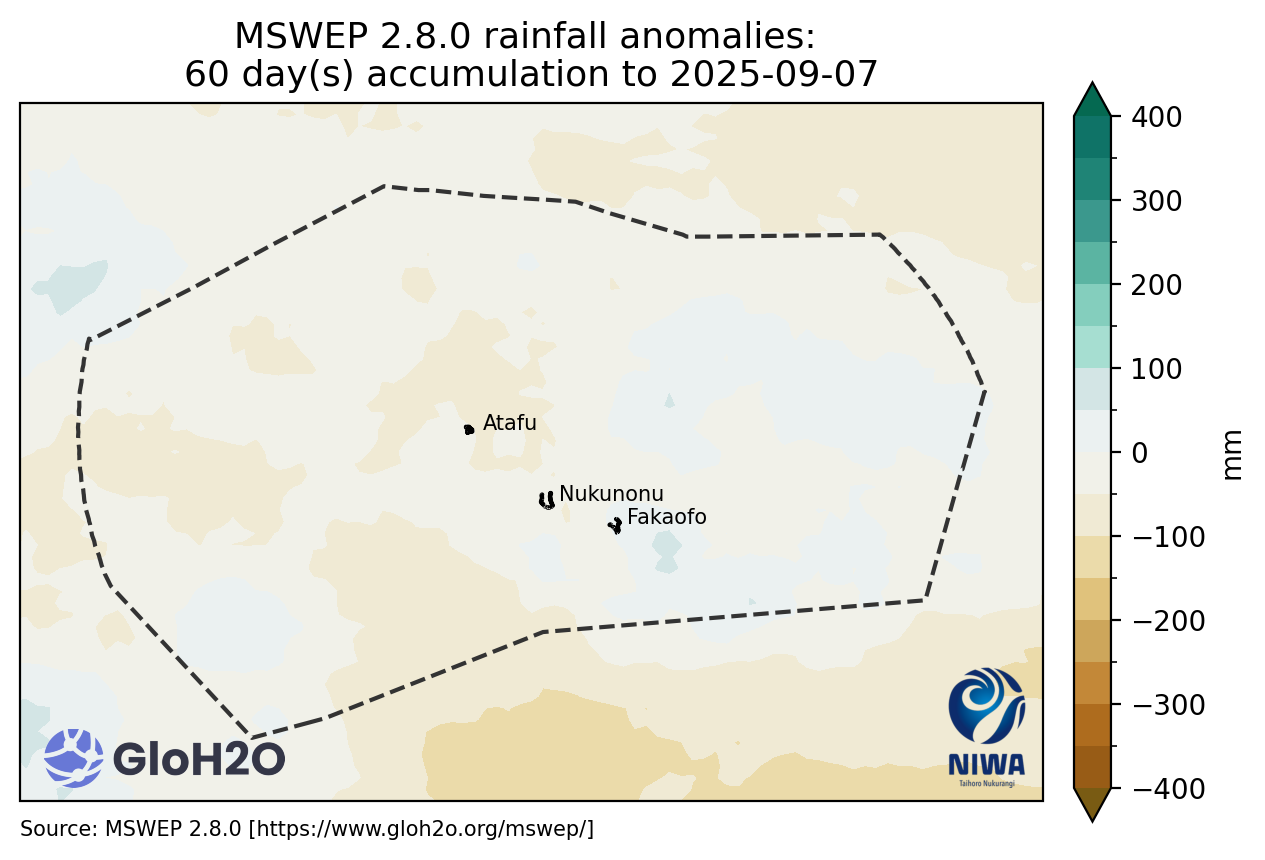 MSWEP 2.8.0 rainfall anomalies:
60 day(s) accumulation to 2025-09-07
400
300
200
100
0
−100
−200
−300
−400
mm
Atafu
Nukunonu
Fakaofo
GloH2O
NIWA
Taihoro Nukurangi
Source: MSWEP 2.8.0 [https://www.gloh2o.org/mswep/]